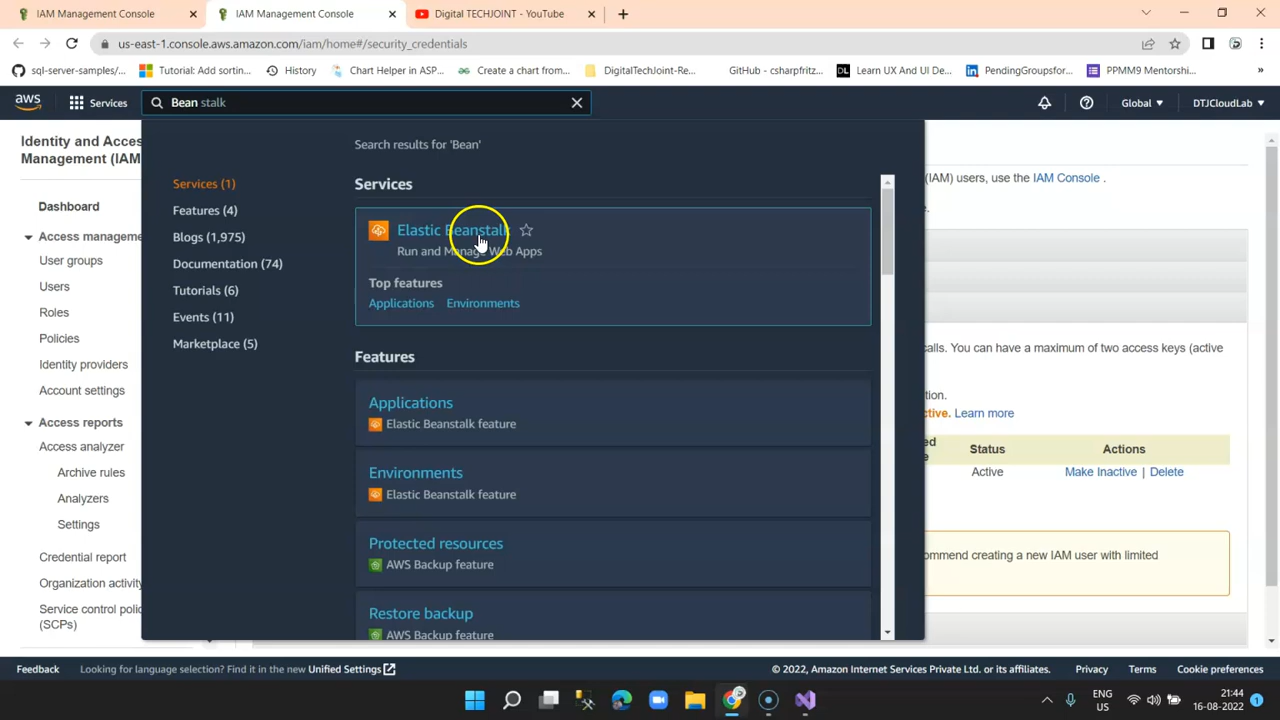 IAM Management Console
IAM Management Console
Digital TECHJOINT - YouTube
us-east-1.console.aws.amazon.com/iam/home#/security_credentials
sql-server-samples/...
Tutorial: Add sortin...
History
Chart Helper in ASP...
Create a chart from...
DigitalTechJoint-Re...
GitHub - csharpfritz...
DL Learn UX And UI De...
PendingGroupsfor...
PPMM9 Mentorshi...
»
aws
Services
Bean stalk
Global
DTJCloudLab
Identity and Acce
Management (IAM
Dashboard
Access manageme
User groups
Users
Roles
Policies
Identity providers
Account settings
Access reports
Access analyzer
Archive rules
Analyzers
Settings
Credential report
Organization activity
Service control polic
(SCPs)
Search results for 'Bean'
Services (1)
Features (4)
Blogs (1,975)
Documentation (74)
Tutorials (6)
Events (11)
Marketplace (5)
Services
Elastic Beanstalk
Run and Manage Web Apps
Top features
Applications Environments
Features
Applications
Elastic Beanstalk feature
Environments
Elastic Beanstalk feature
Protected resources
AWS Backup feature
Restore backup
AWS Backup feature
(IAM) users, use the IAM Console .
e.
calls. You can have a maximum of two access keys (active
tion.
ctive. Learn more
ed
e
Status
Actions
Active
Make Inactive | Delete
ommend creating a new IAM user with limited
Feedback
Looking for language selection? Find it in the new Unified Settings
© 2022, Amazon Internet Services Private Ltd. or its affiliates.
Privacy
Terms
Cookie preferences
ENG
US
21:44
16-08-2022
1